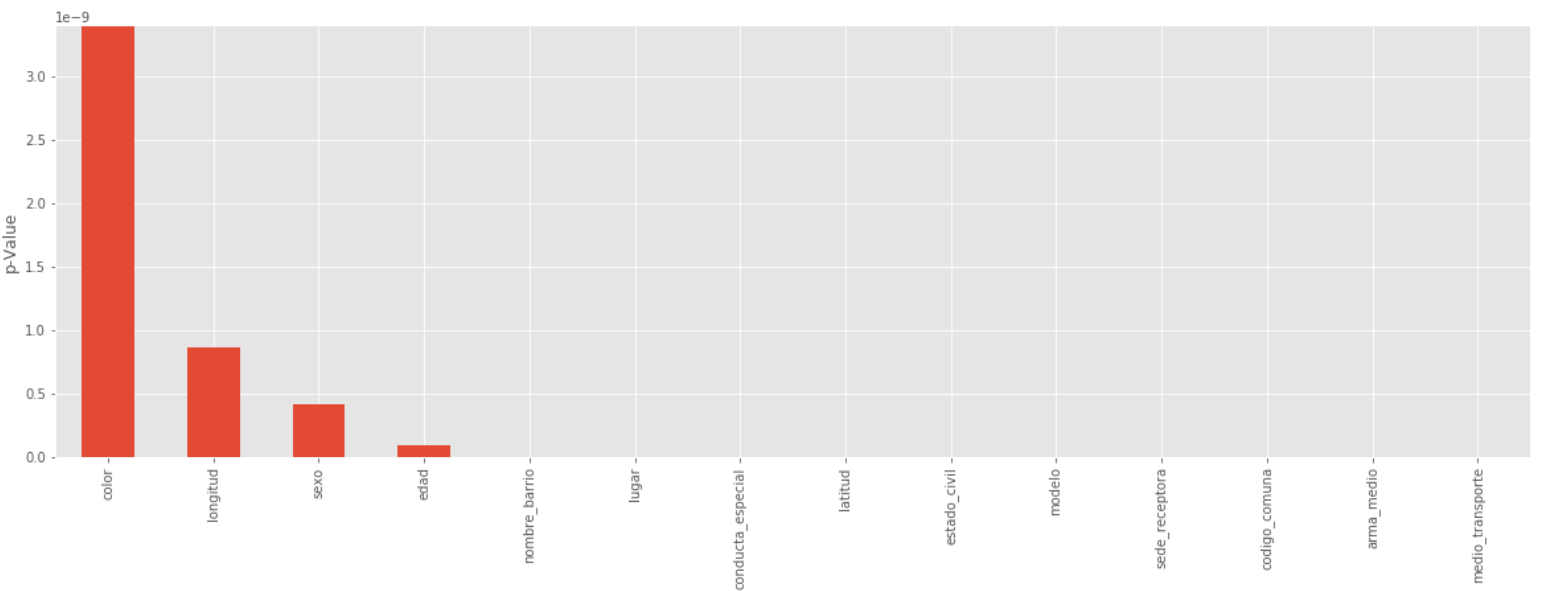 1e−9
3.0
2.5
2.0
1.5
1.0
0.5
0.0
p-Value
color
longitud
sexo
edad
nombre_barrio
lugar
conducta_especial
latitud
estado_civil
modelo
sede_receptora
codigo_comuna
arma_medio
medio_transporte